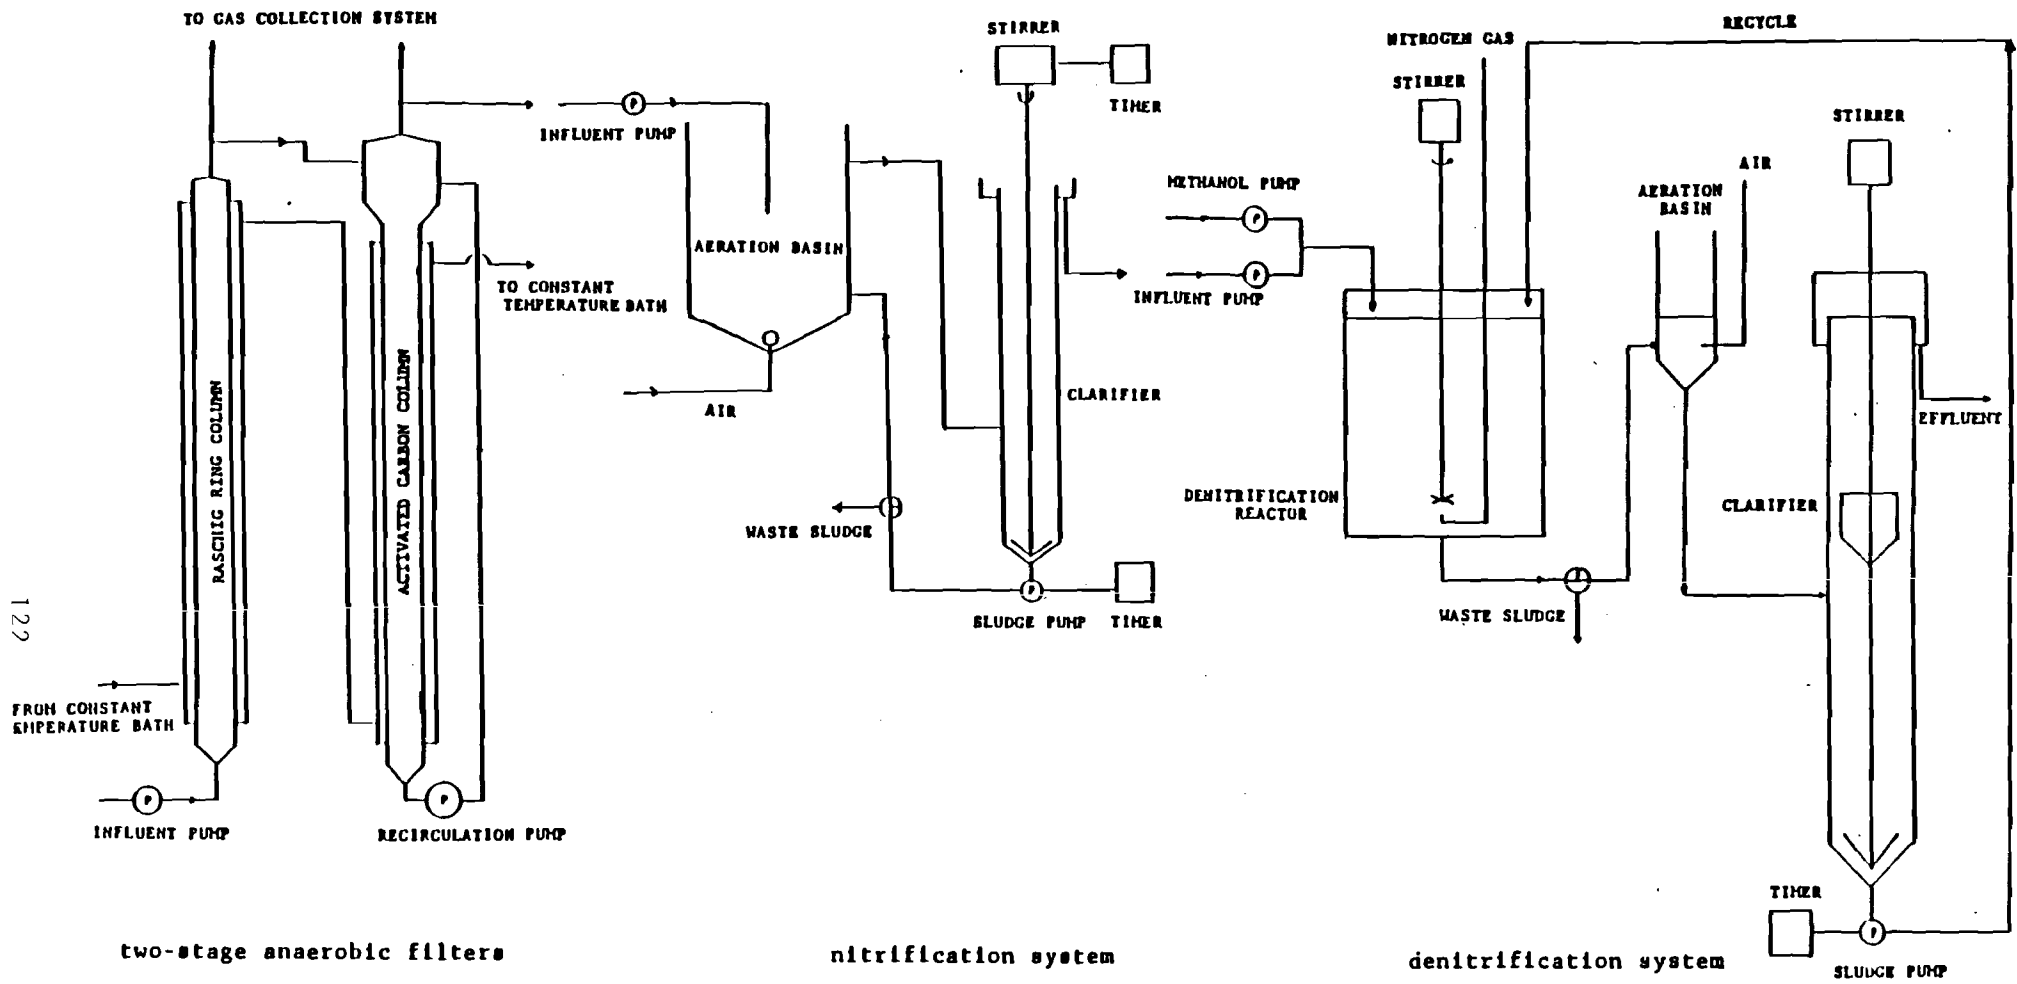 TO GAS COLLECTION SYSTEM
STIRRER
TIMER
INFLUENT PUMP
AERATION BASIN
TO CONSTANT
TEMPERATURE BATH
RASCHIG RING COLUMN
ACTIVATED CARBON COLUMN
AIR
CLARIFIER
WASTE SLUDGE
SLUDGE PUMP
TIMER
FROM CONSTANT
EMPERATURE BATH
P
INFLUENT PUMP
P
RECIRCULATION PUMP
P
P
two-stage anaerobic filters
nitrification system
RECYCLE
NITROGEN GAS
STIRRER
STIRRER
AIR
AERATION
BASIN
METHANOL PUMP
P
INFLUENT PUMP
P
EFFLUENT
DENITRIFICATION
REACTOR
CLARIFIER
WASTE SLUDGE
TIMER
P
SLUDGE PUMP
denitrification system
122